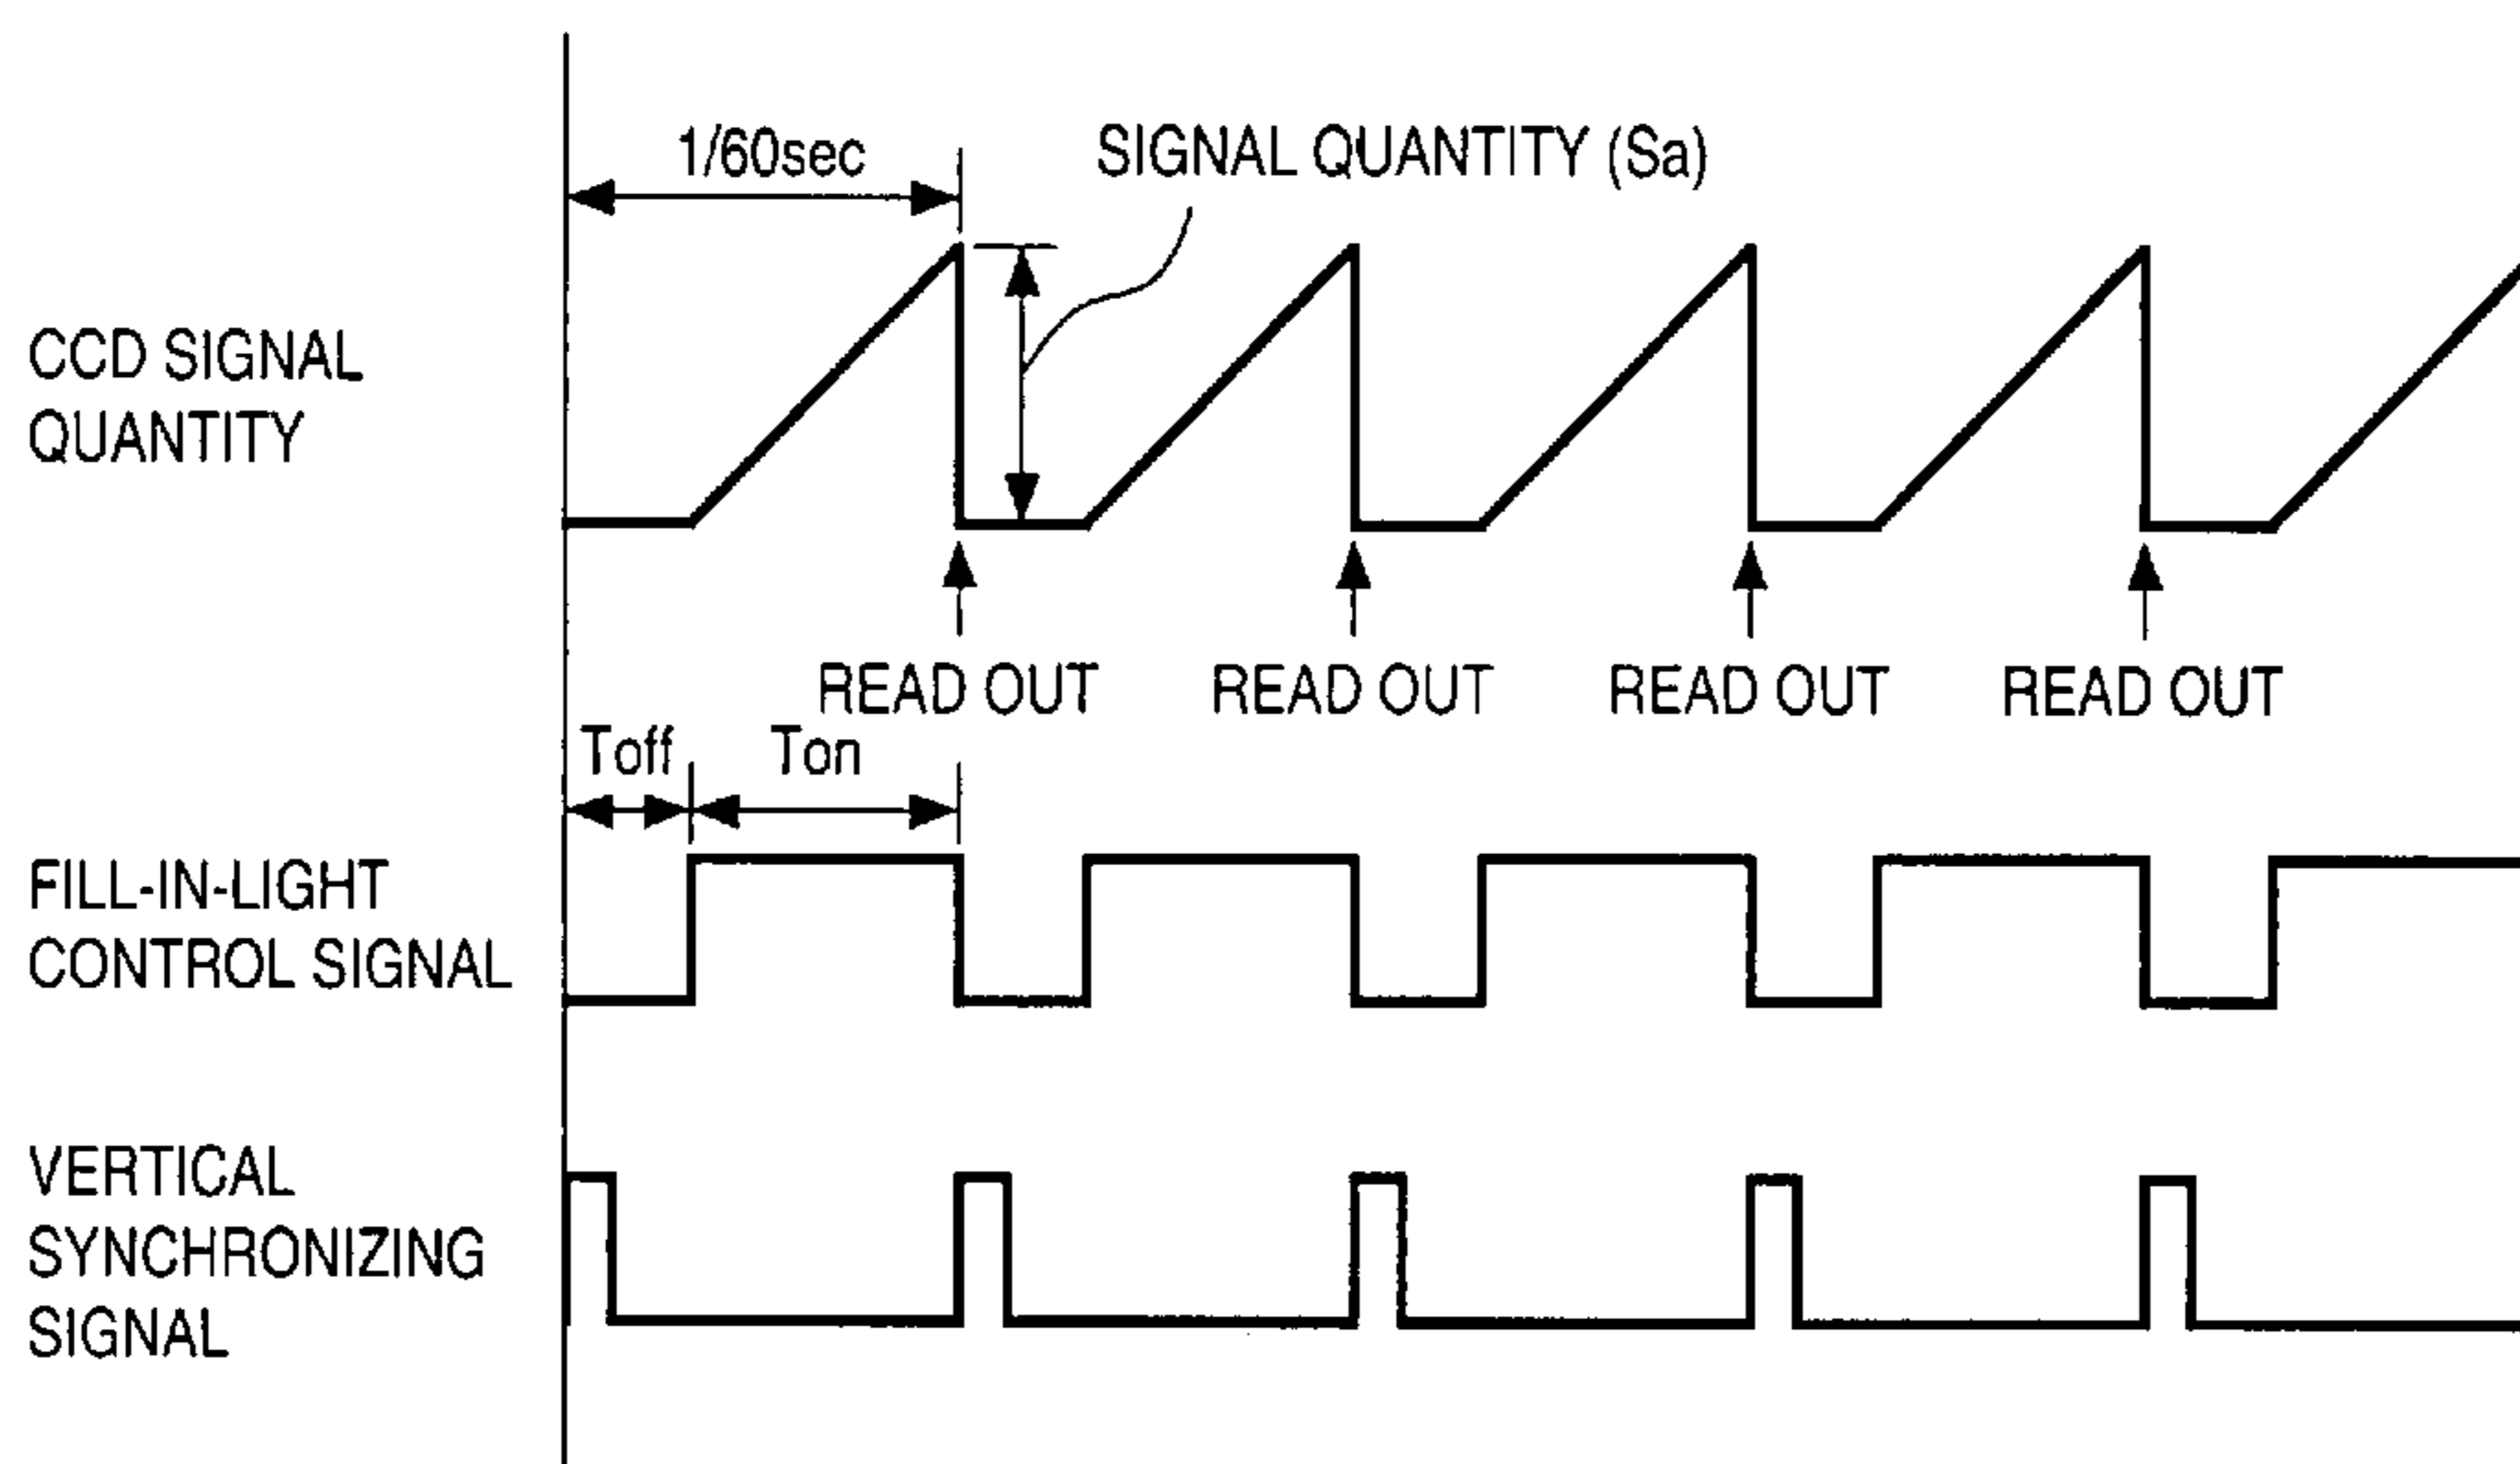 1/60sec
SIGNAL QUANTITY (Sa)
CCD SIGNAL
QUANTITY
READ OUT
READ OUT
READ OUT
READ OUT
Toff
Ton
FILL-IN-LIGHT
CONTROL SIGNAL
VERTICAL
SYNCHRONIZING
SIGNAL